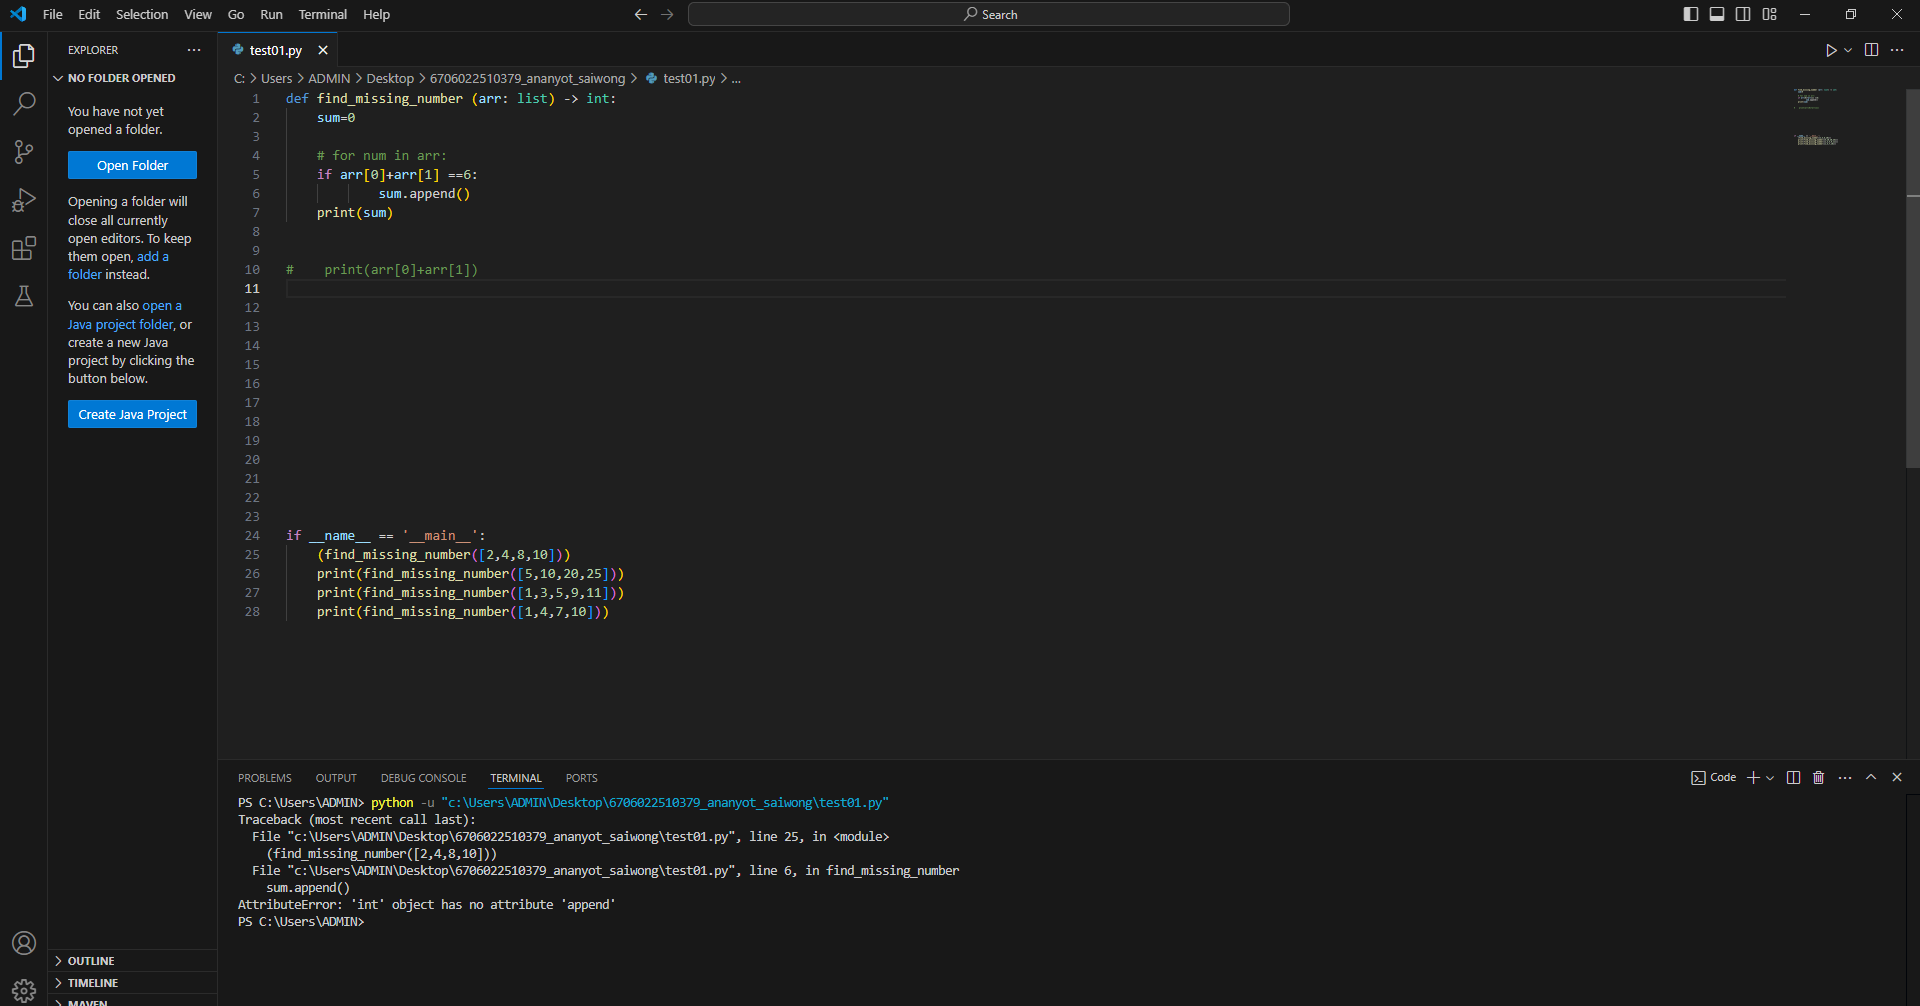 File Edit Selection View Go Run Terminal Help
Search
EXPLORER
test01.py
NO FOLDER OPENED
You have not yet
opened a folder.
Open Folder
Opening a folder will
close all currently
open editors. To keep
them open, add a
folder instead.
You can also open a
Java project folder, or
create a new Java
project by clicking the
button below.
Create Java Project
OUTLINE
TIMELINE
MAVEN
C: > Users > ADMIN > Desktop > 6706022510379_ananyot_saiwong > test01.py > ...
1 def find_missing_number (arr: list) -> int:
2     sum=0
3
4     # for num in arr:
5     if arr[0]+arr[1] ==6:
6             sum.append()
7     print(sum)
8
9
10 #    print(arr[0]+arr[1])
11
12
13
14
15
16
17
18
19
20
21
22
23
24 if __name__ == '__main__':
25     (find_missing_number([2,4,8,10]))
26     print(find_missing_number([5,10,20,25]))
27     print(find_missing_number([1,3,5,9,11]))
28     print(find_missing_number([1,4,7,10]))
PROBLEMS OUTPUT DEBUG CONSOLE TERMINAL PORTS
Code
PS C:\Users\ADMIN> python -u "c:\Users\ADMIN\Desktop\6706022510379_ananyot_saiwong\test01.py"
Traceback (most recent call last):
  File "c:\Users\ADMIN\Desktop\6706022510379_ananyot_saiwong\test01.py", line 25, in <module>
    (find_missing_number([2,4,8,10]))
  File "c:\Users\ADMIN\Desktop\6706022510379_ananyot_saiwong\test01.py", line 6, in find_missing_number
    sum.append()
AttributeError: 'int' object has no attribute 'append'
PS C:\Users\ADMIN>